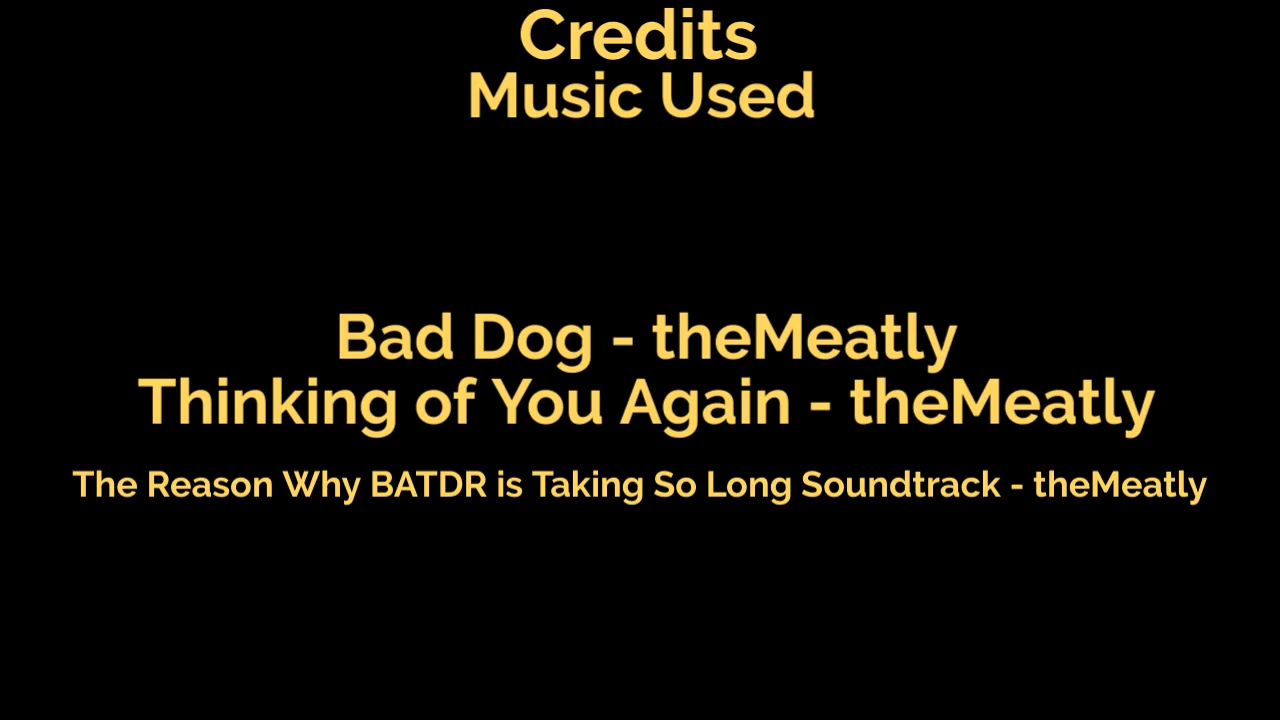 Credits
Music Used
Bad Dog - theMeatly
Thinking of You Again - theMeatly
The Reason Why BATDR is Taking So Long Soundtrack - theMeatly